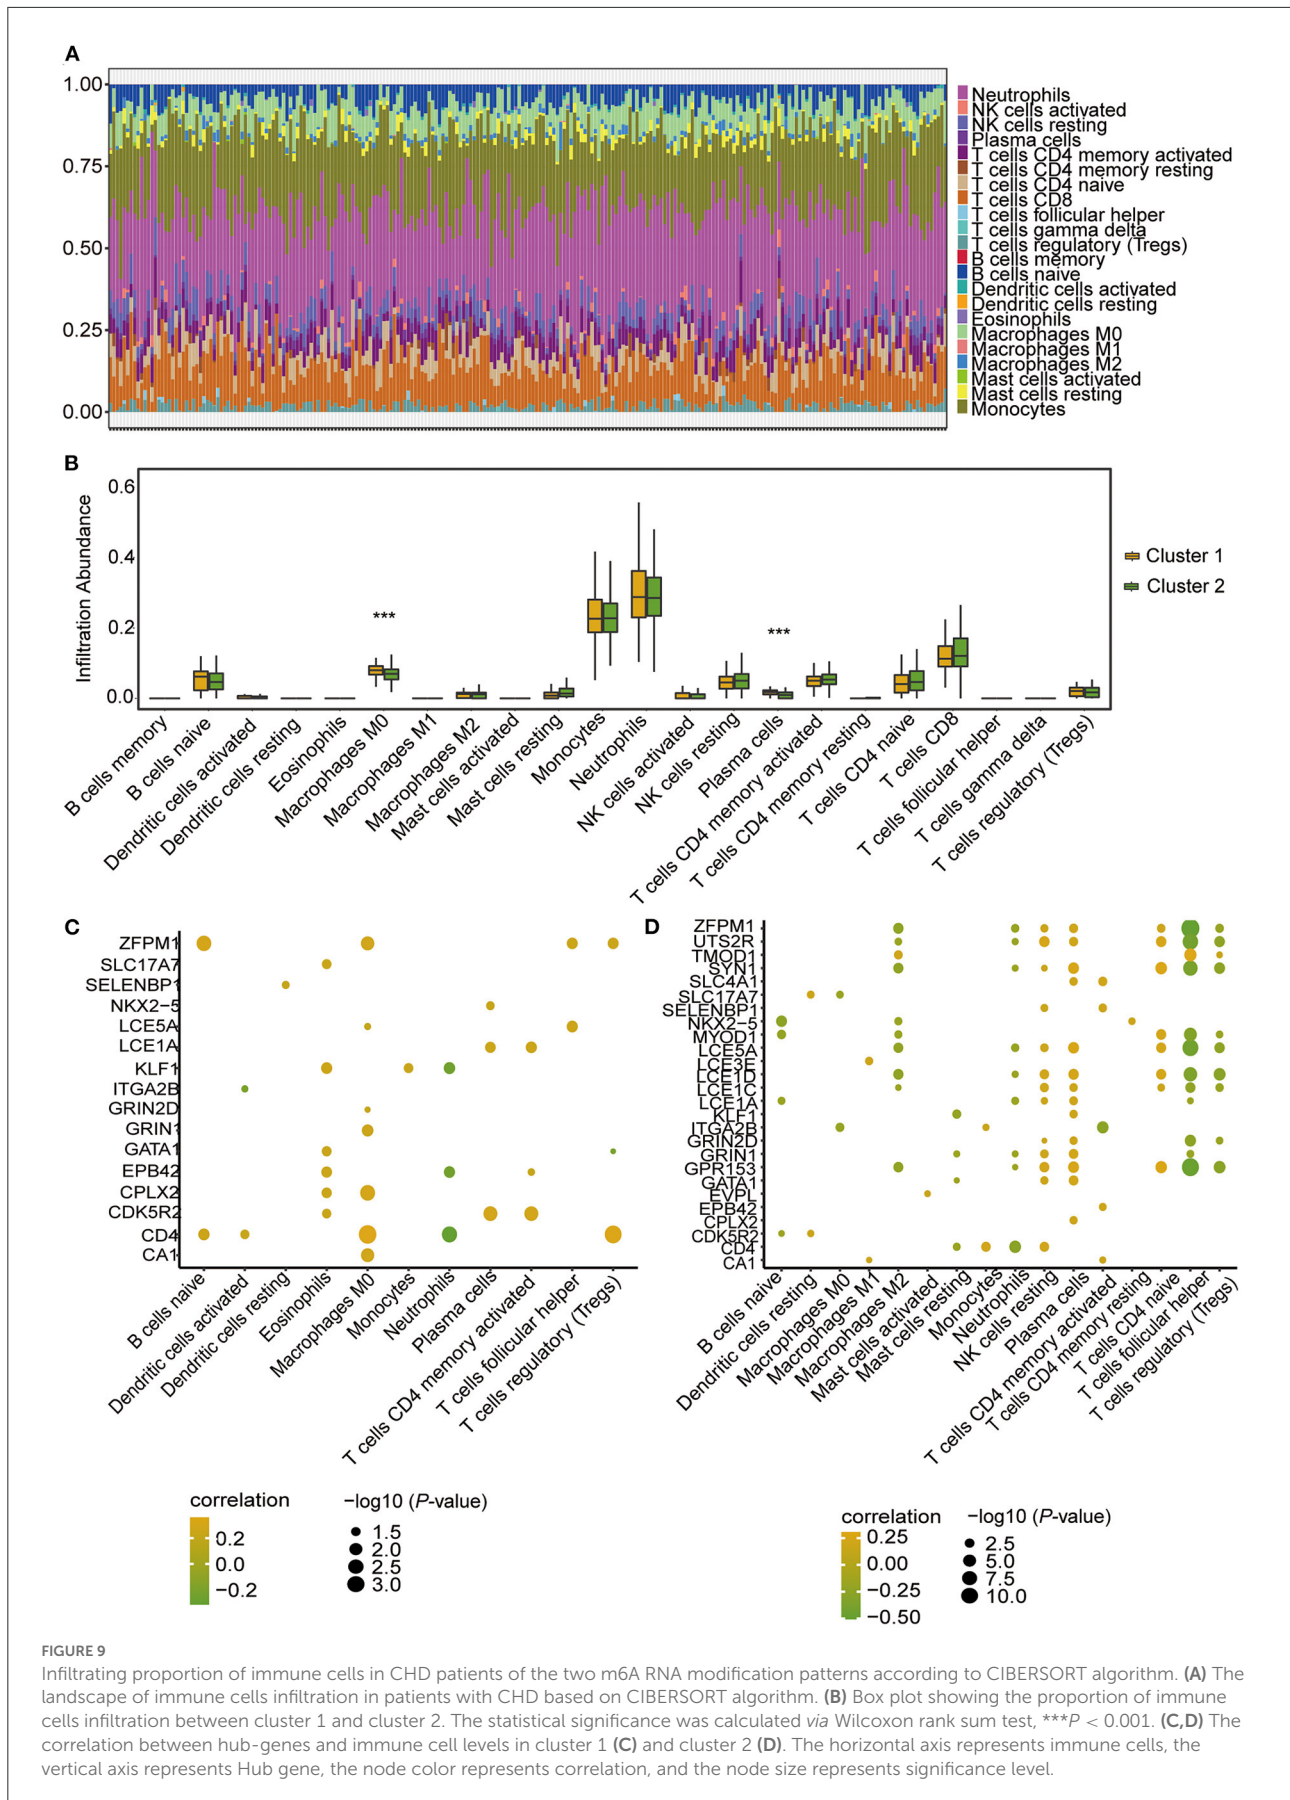 A
1.00
0.75
0.50
0.25
0.00
Neutrophils
NK cells activated
NK cells resting
Plasma cells
T cells CD4 memory activated
T cells CD4 memory resting
T cells CD4 naive
T cells CD8
T cells follicular helper
T cells gamma delta
T cells regulatory (Tregs)
B cells memory
B cells naive
Dendritic cells activated
Dendritic cells resting
Eosinophils
Macrophages M0
Macrophages M1
Macrophages M2
Mast cells activated
Mast cells resting
Monocytes
B
Infiltration Abundance
0.6
0.4
0.2
0.0
***
***
Cluster 1
Cluster 2
B cells memory
B cells naive
Dendritic cells activated
Dendritic cells resting
Eosinophils
Macrophages M0
Macrophages M1
Macrophages M2
Mast cells activated
Mast cells resting
Monocytes
Neutrophils
NK cells activated
NK cells resting
Plasma cells
T cells CD4 memory activated
T cells CD4 memory resting
T cells CD4 naive
T cells CD8
T cells follicular helper
T cells gamma delta
T cells regulatory (Tregs)
C
ZFPM1
SLC17A7
SELENBP1
NKX2−5
LCE5A
LCE1A
KLF1
ITGA2B
GRIN2D
GRIN1
GATA1
EPB42
CPLX2
CDK5R2
CD4
CA1
B cells naive
Dendritic cells activated
Dendritic cells resting
Eosinophils
Macrophages M0
Monocytes
Neutrophils
Plasma cells
T cells CD4 memory activated
T cells follicular helper
T cells regulatory (Tregs)
correlation
0.2
0.0
−0.2
−log10 (P-value)
1.5
2.0
2.5
3.0
D
ZFPM1
UTS2R
TMOD1
SYN1
SLC4A1
SLC17A7
SELENBP1
NKX2−5
MYOD1
LCE5A
LCE3E
LCE1D
LCE1C
LCE1A
KLF1
ITGA2B
GRIN2D
GRIN1
GPR153
GATA1
EVPL
EPB42
CPLX2
CDK5R2
CD4
CA1
B cells naive
Dendritic cells resting
Macrophages M0
Macrophages M1
Macrophages M2
Mast cells activated
Mast cells resting
Monocytes
Neutrophils
NK cells resting
Plasma cells
T cells CD4 memory activated
T cells CD4 memory resting
T cells CD4 naive
T cells follicular helper
T cells regulatory (Tregs)
correlation
0.25
0.00
−0.25
−0.50
−log10 (P-value)
2.5
5.0
7.5
10.0
FIGURE 9
Infiltrating proportion of immune cells in CHD patients of the two m6A RNA modification patterns according to CIBERSORT algorithm. (A) The
landscape of immune cells infiltration in patients with CHD based on CIBERSORT algorithm. (B) Box plot showing the proportion of immune
cells infiltration between cluster 1 and cluster 2. The statistical significance was calculated via Wilcoxon rank sum test, ***P < 0.001. (C,D) The
correlation between hub-genes and immune cell levels in cluster 1 (C) and cluster 2 (D). The horizontal axis represents immune cells, the
vertical axis represents Hub gene, the node color represents correlation, and the node size represents significance level.